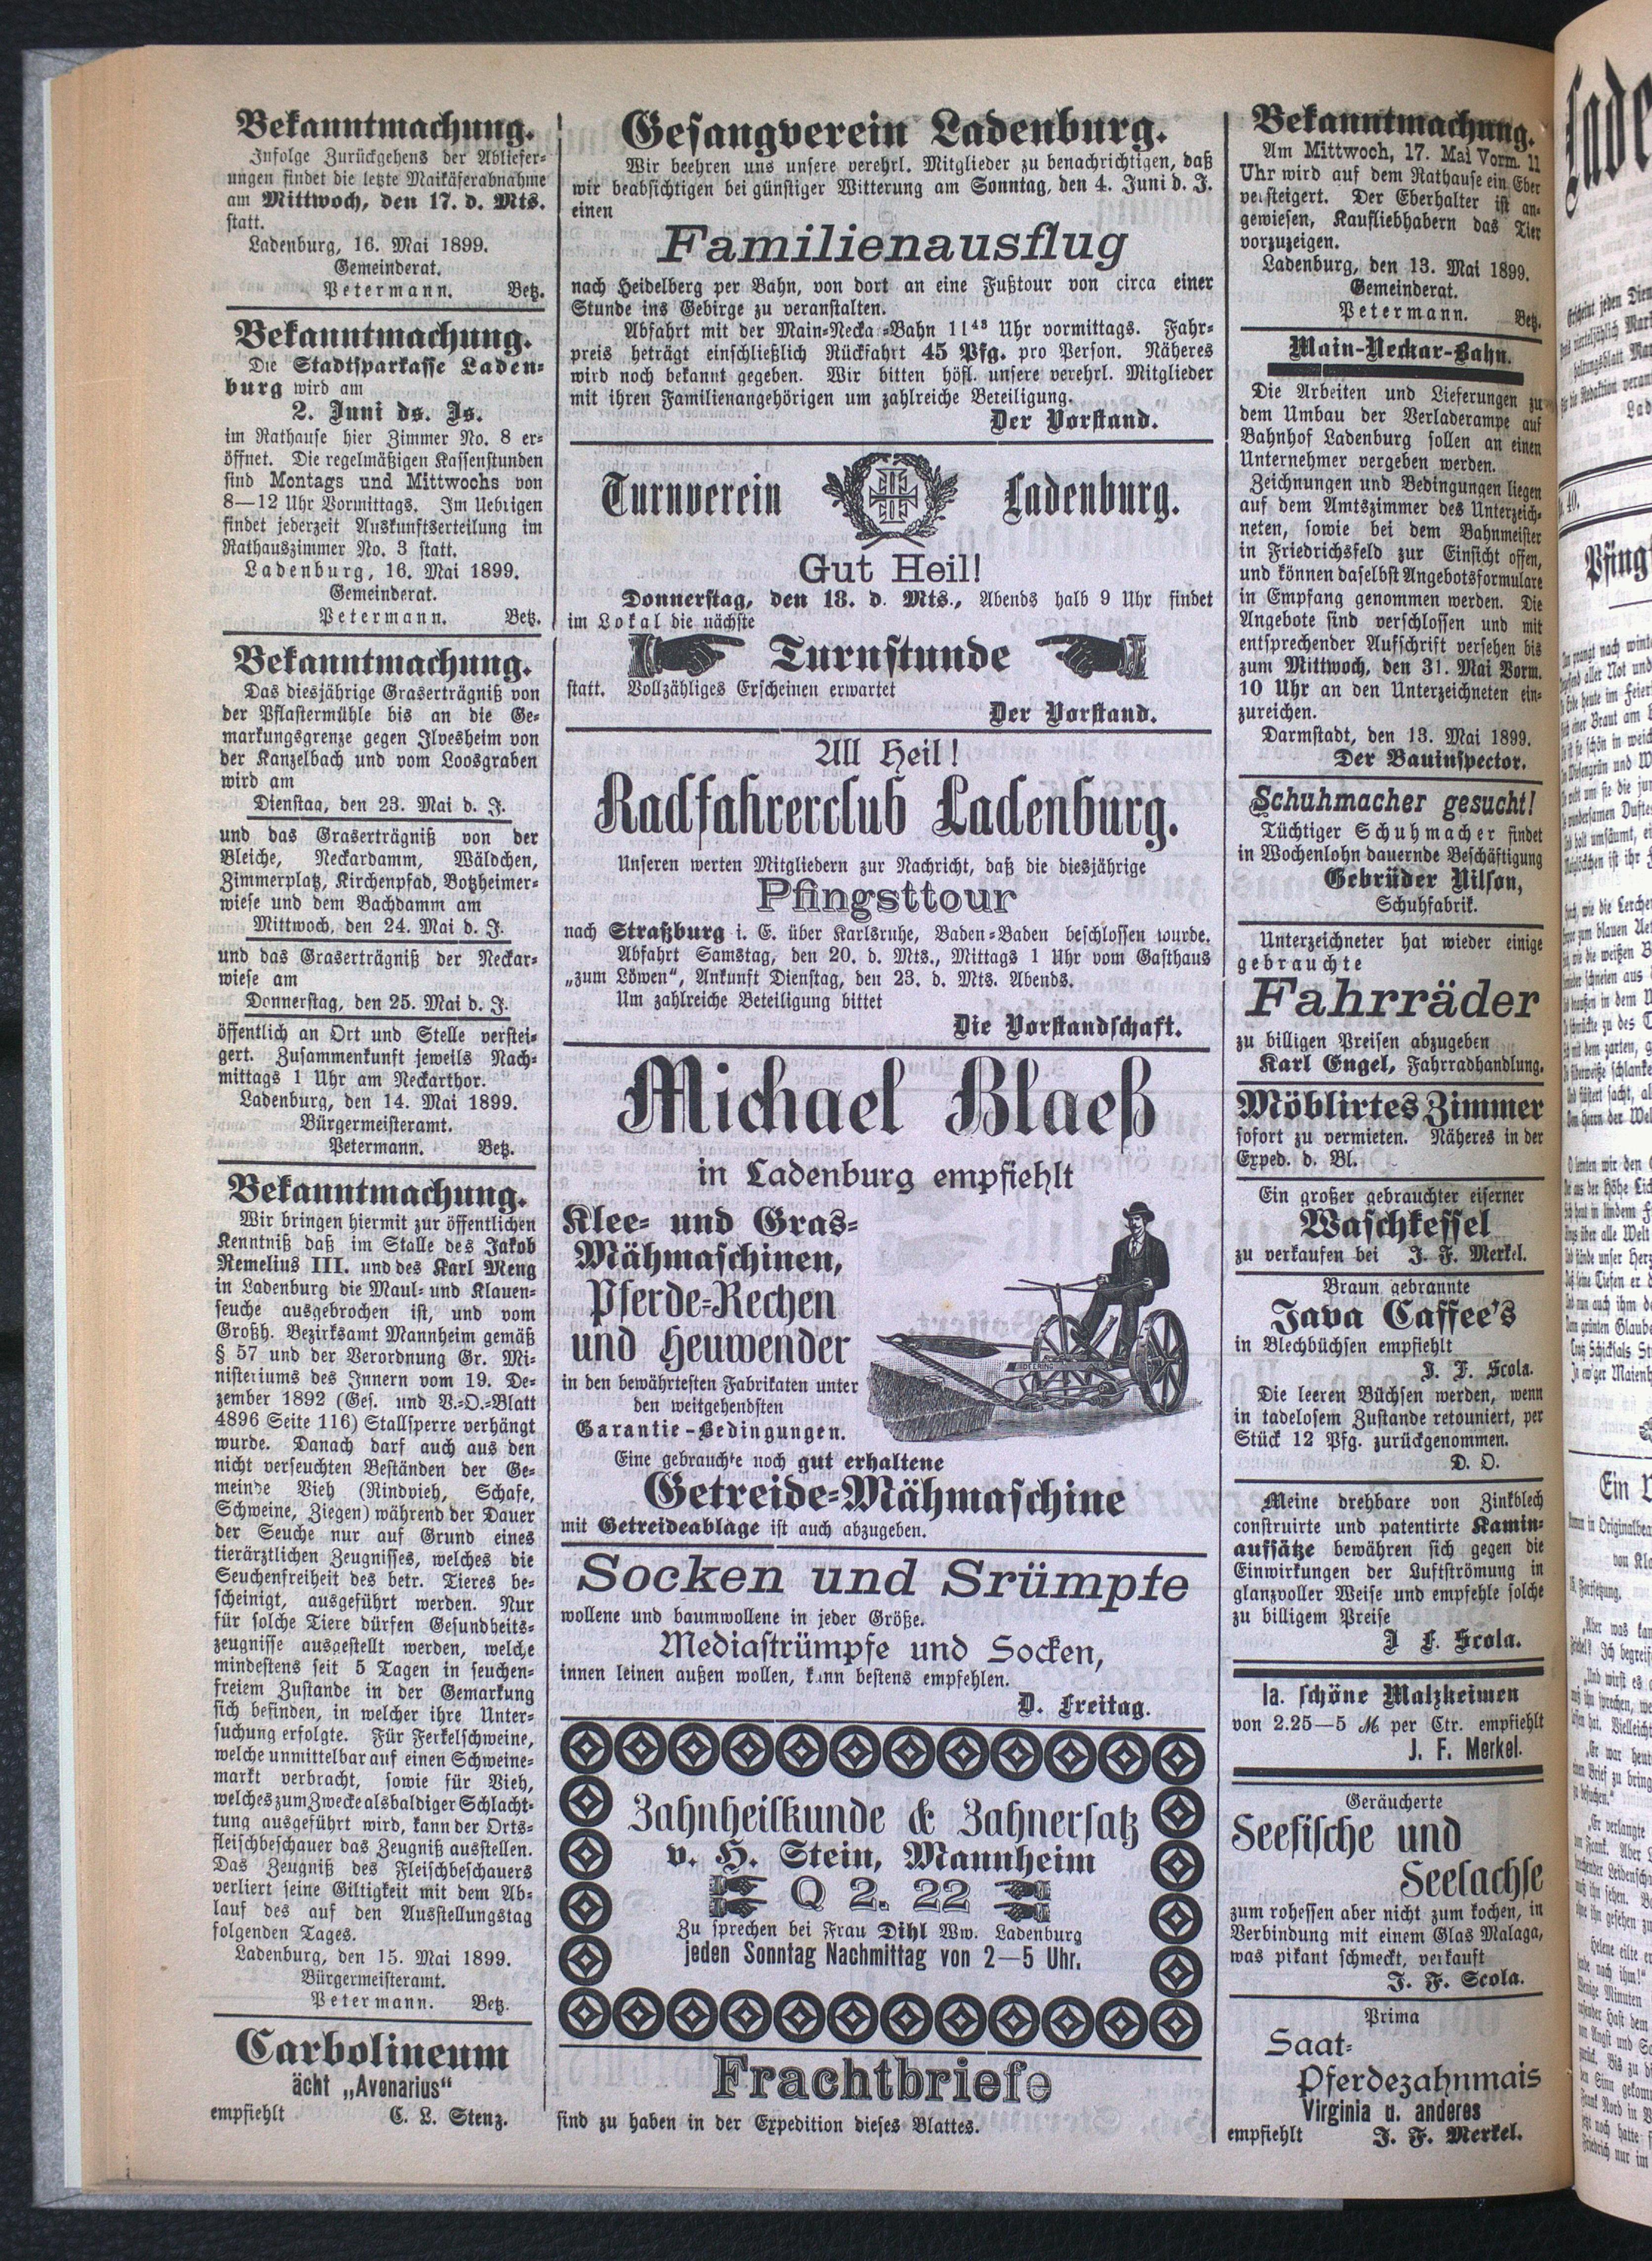 Bekanntmachung.
Infolge Zurückgehens der Abliefer-
ungen findet die letzte Maikäferabnahme
am Mittwoch, den 17. d. Mts.
statt.
Ladenburg, 16. Mai 1899.
Gemeinderat.
Petermann. Betz.
Bekanntmachung.
Die Stadtsparkasse Laden-
burg wird am
2. Juni ds. Js.
im Rathause hier Zimmer No. 8 er-
öffnet. Die regelmäßigen Kassenstunden
sind Montags und Mittwochs von
8—12 Uhr Vormittags. Im Uebrigen
findet jederzeit Auskunftserteilung im
Rathauszimmer No. 3 statt.
Ladenburg, 16. Mai 1899.
Gemeinderat.
Petermann. Betz.
Bekanntmachung.
Das diesjährige Graserträgniß von
der Pflastermühle bis an die Ge-
markungsgrenze gegen Ilvesheim von
der Kanzelbach und vom Loosgraben
wird am
Dienstag, den 23. Mai d. J.
und das Graserträgniß von der
Bleiche, Neckardamm, Wäldchen,
Zimmerplatz, Kirchenpfad, Botzheimer-
wiese und dem Bachdamm am
Mittwoch, den 24. Mai d. J.
und das Graserträgniß der Neckar-
wiese am
Donnerstag, den 25. Mai d. J.
öffentlich an Ort und Stelle verstei-
gert. Zusammenkunft jeweils Nach-
mittags 1 Uhr am Neckarthor.
Ladenburg, den 14. Mai 1899.
Bürgermeisteramt.
Petermann. Betz.
Bekanntmachung.
Wir bringen hiermit zur öffentlichen
Kenntniß daß im Stalle des Jakob
Remelius III. und des Karl Meng
in Ladenburg die Maul- und Klauen-
seuche ausgebrochen ist, und vom
Großh. Bezirksamt Mannheim gemäß
§ 57 und der Verordnung Gr. Mi-
nisteriums des Innern vom 19. De-
zember 1892 (Ges. und V.-O.-Blatt
4896 Seite 116) Stallsperre verhängt
wurde. Danach darf auch aus den
nicht verseuchten Beständen der Ge-
meinde Vieh (Rindvieh, Schafe,
Schweine, Ziegen) während der Dauer
der Seuche nur auf Grund eines
tierärztlichen Zeugnisses, welches die
Seuchenfreiheit des betr. Tieres be-
scheinigt, ausgeführt werden. Nur
für solche Tiere dürfen Gesundheits-
zeugnisse ausgestellt werden, welche
mindestens seit 5 Tagen in seuchen-
freiem Zustande in der Gemarkung
sich befinden, in welcher ihre Unter-
suchung erfolgte. Für Ferkelschweine,
welche unmittelbar auf einen Schweine-
markt verbracht, sowie für Vieh,
welches zum Zwecke alsbaldiger Schlacht-
tung ausgeführt wird, kann der Orts-
fleischbeschauer das Zeugniß ausstellen.
Das Zeugniß des Fleischbeschauers
verliert seine Giltigkeit mit dem Ab-
lauf des auf den Ausstellungstag
folgenden Tages.
Ladenburg, den 15. Mai 1899.
Bürgermeisteramt.
Petermann. Betz.
Carbolineum
ächt „Avenarius“
empfiehlt C. L. Stenz.
Gesangverein Ladenburg.
Wir beehren uns unsere verehrl. Mitglieder zu benachrichtigen, daß
wir beabsichtigen bei günstiger Witterung am Sonntag, den 4. Juni d. J.
einen
Familienausflug
nach Heidelberg per Bahn, von dort an eine Fußtour von circa einer
Stunde ins Gebirge zu veranstalten.
Abfahrt mit der Main-Necka -Bahn 11⁴⁸ Uhr vormittags. Fahr-
preis beträgt einschließlich Rückfahrt 45 Pfg. pro Person. Näheres
wird noch bekannt gegeben. Wir bitten höfl. unsere verehrl. Mitglieder
mit ihren Familienangehörigen um zahlreiche Beteiligung.
Der Vorstand.
Turnverein Ladenburg.
Gut Heil!
Donnerstag, den 18. d. Mts., Abends halb 9 Uhr findet
im Lokal die nächste
Turnstunde
statt. Vollzähliges Erscheinen erwartet
Der Vorstand.
All Heil!
Radfahrerclub Ladenburg.
Unseren werten Mitgliedern zur Nachricht, daß die diesjährige
Pfingsttour
nach Straßburg i. E. über Karlsruhe, Baden-Baden beschlossen wurde.
Abfahrt Samstag, den 20. d. Mts., Mittags 1 Uhr vom Gasthaus
„zum Löwen“, Ankunft Dienstag, den 23. d. Mts. Abends.
Um zahlreiche Beteiligung bittet
Die Vorstandschaft.
Michael Blaeß
in Ladenburg empfiehlt
Klee- und Gras-
Mähmaschinen,
Pferde-Rechen
und Heuwender
in den bewährtesten Fabrikaten unter
den weitgehendsten
Garantie-Bedingungen.
DEERING
Eine gebrauchte noch gut erhaltene
Getreide-Mähmaschine
mit Getreideablage ist auch abzugeben.
Socken und Srümpfe
wollene und baumwollene in jeder Größe.
Mediastrümpfe und Socken,
innen leinen außen wollen, kann bestens empfehlen.
D. Freitag.
Zahnheilkunde & Zahnersatz
v. H. Stein, Mannheim
Q 2. 22
Zu sprechen bei Frau Dihl Ww. Ladenburg
jeden Sonntag Nachmittag von 2—5 Uhr.
Frachtbriefe
sind zu haben in der Expedition dieses Blattes.
Bekanntmachung.
Am Mittwoch, 17. Mai Vorm. 11
Uhr wird auf dem Rathause ein Eber
versteigert. Der Eberhalter ist an-
gewiesen, Kaufliebhabern das Tier
vorzuzeigen.
Ladenburg, den 13. Mai 1899.
Gemeinderat.
Petermann. Betz.
Main-Neckar-Bahn.
Die Arbeiten und Lieferungen zu
dem Umbau der Verladerampe auf
Bahnhof Ladenburg sollen an einen
Unternehmer vergeben werden.
Zeichnungen und Bedingungen liegen
auf dem Amtszimmer des Unterzeich-
neten, sowie bei dem Bahnmeister
in Friedrichsfeld zur Einsicht offen,
und können daselbst Angebotsformulare
in Empfang genommen werden. Die
Angebote sind verschlossen und mit
entsprechender Aufschrift versehen bis
zum Mittwoch, den 31. Mai Vorm.
10 Uhr an den Unterzeichneten ein-
zureichen.
Darmstadt, den 13. Mai 1899.
Der Bauinspector.
Schuhmacher gesucht!
Tüchtiger Schuhmacher findet
in Wochenlohn dauernde Beschäftigung
Gebrüder Nilson,
Schuhfabrik.
Unterzeichneter hat wieder einige
gebrauchte
Fahrräder
zu billigen Preisen abzugeben
Karl Engel, Fahrradhandlung.
Möblirtes Zimmer
sofort zu vermieten. Näheres in der
Exped. d. Bl.
Ein großer gebrauchter eiserner
Waschkessel
zu verkaufen bei J. F. Merkel.
Braun gebrannte
Java Caffee's
in Blechbüchsen empfiehlt
J. F. Scola.
Die leeren Büchsen werden, wenn
in tadelosem Zustande retouniert, per
Stück 12 Pfg. zurückgenommen.
D. O.
Meine drehbare von Zinkblech
construirte und patentirte Kamin-
aufsätze bewähren sich gegen die
Einwirkungen der Luftströmung in
glanzvoller Weise und empfehle solche
zu billigem Preise
J F. Scola.
Ia. schöne Malzkeimen
von 2.25—5 M per Ctr. empfiehlt
J. F. Merkel.
Geräucherte
Seefische und
Seelachse
zum rohessen aber nicht zum kochen, in
Verbindung mit einem Glas Malaga,
was pikant schmeckt, verkauft
J. F. Scola.
Prima
Saat-
Pferdezahnmais
Virginia u. anderes
empfiehlt J. F. Merkel.